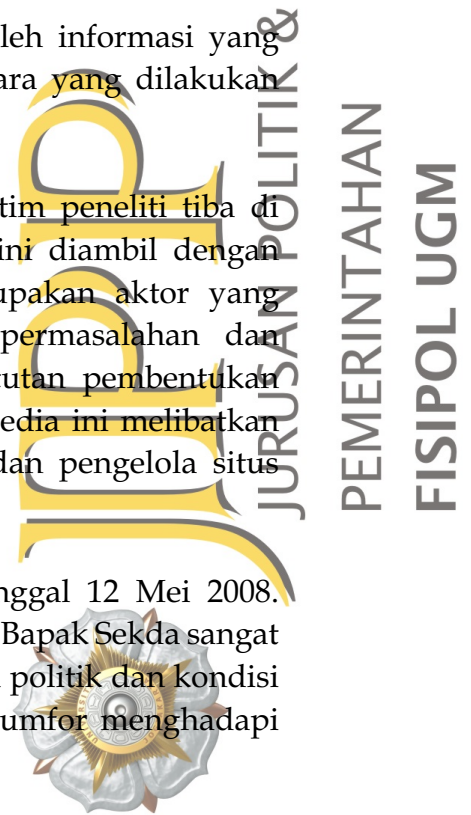 leh informasi yang
ara yang dilakukan
tim peneliti tiba di
ini diambil dengan
upakan aktor yang
permasalahan dan
utan pembentukan
edia ini melibatkan
dan pengelola situs
nggal 12 Mei 2008.
Bapak Sekda sangat
politik dan kondisi
umfor menghadapi
jpp
JURUSAN POLITIK &
PEMERINTAHAN
FISIPOL UGM